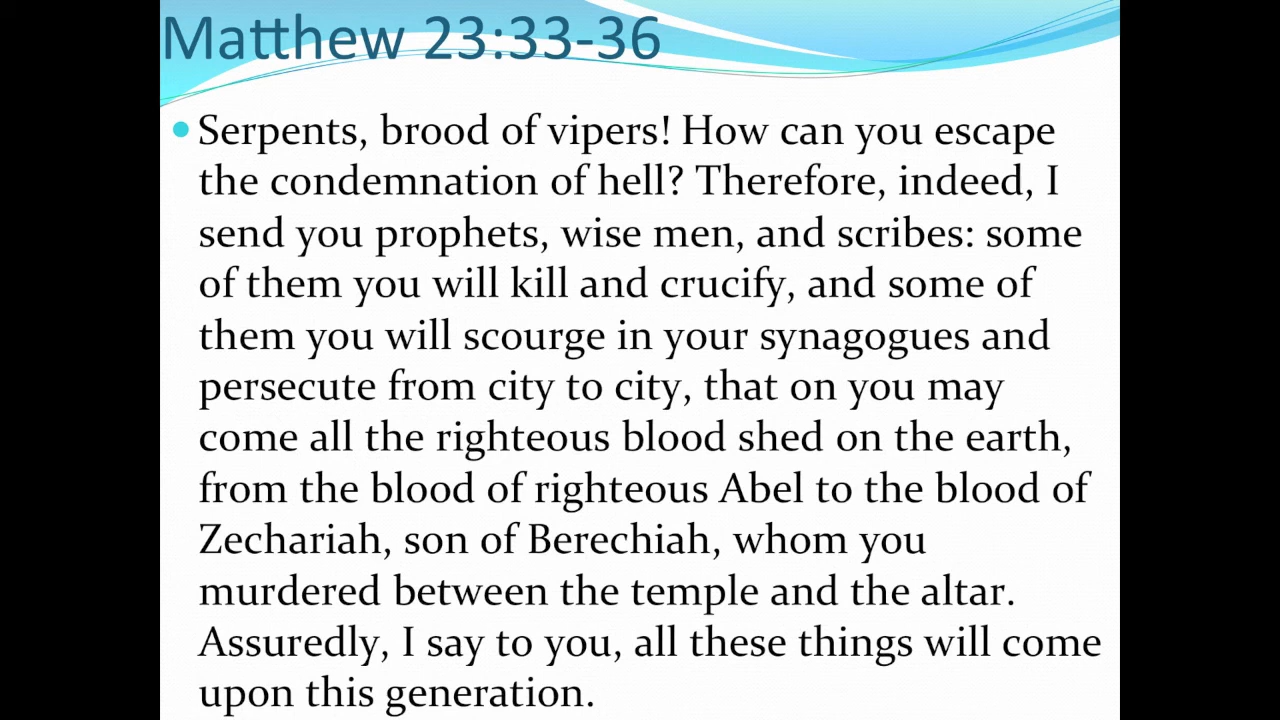 Matthew 23:33-36
• Serpents, brood of vipers! How can you escape
the condemnation of hell? Therefore, indeed, I
send you prophets, wise men, and scribes: some
of them you will kill and crucify, and some of
them you will scourge in your synagogues and
persecute from city to city, that on you may
come all the righteous blood shed on the earth,
from the blood of righteous Abel to the blood of
Zechariah, son of Berechiah, whom you
murdered between the temple and the altar.
Assuredly, I say to you, all these things will come
upon this generation.